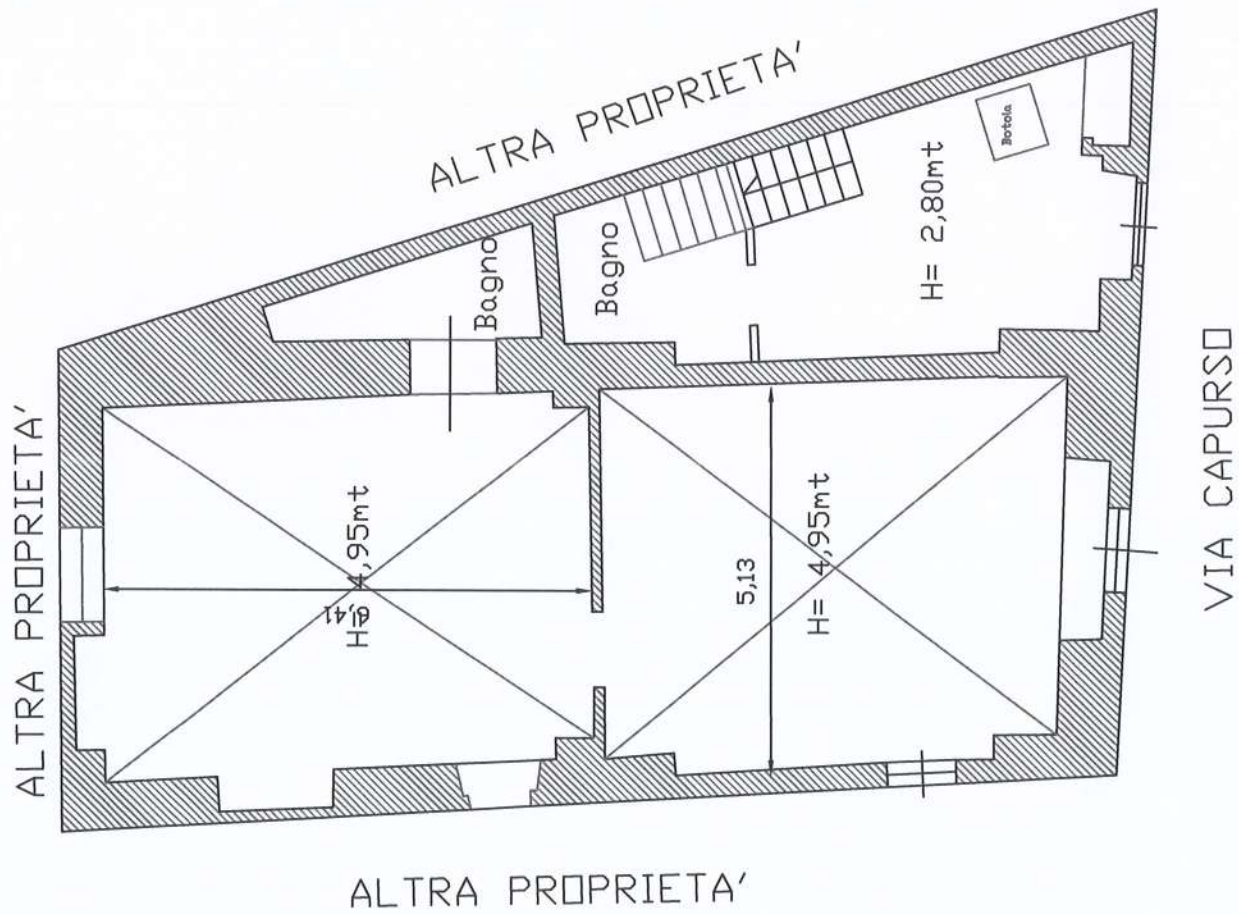 ALTRA PROPRIETA'
ALTRA PROPRIETA'
Botola
Bagno
Bagno
H= 2,80mt
H= 4,95mt
6,41
5,13
H= 4,95mt
VIA CAPURSO
ALTRA PROPRIETA'